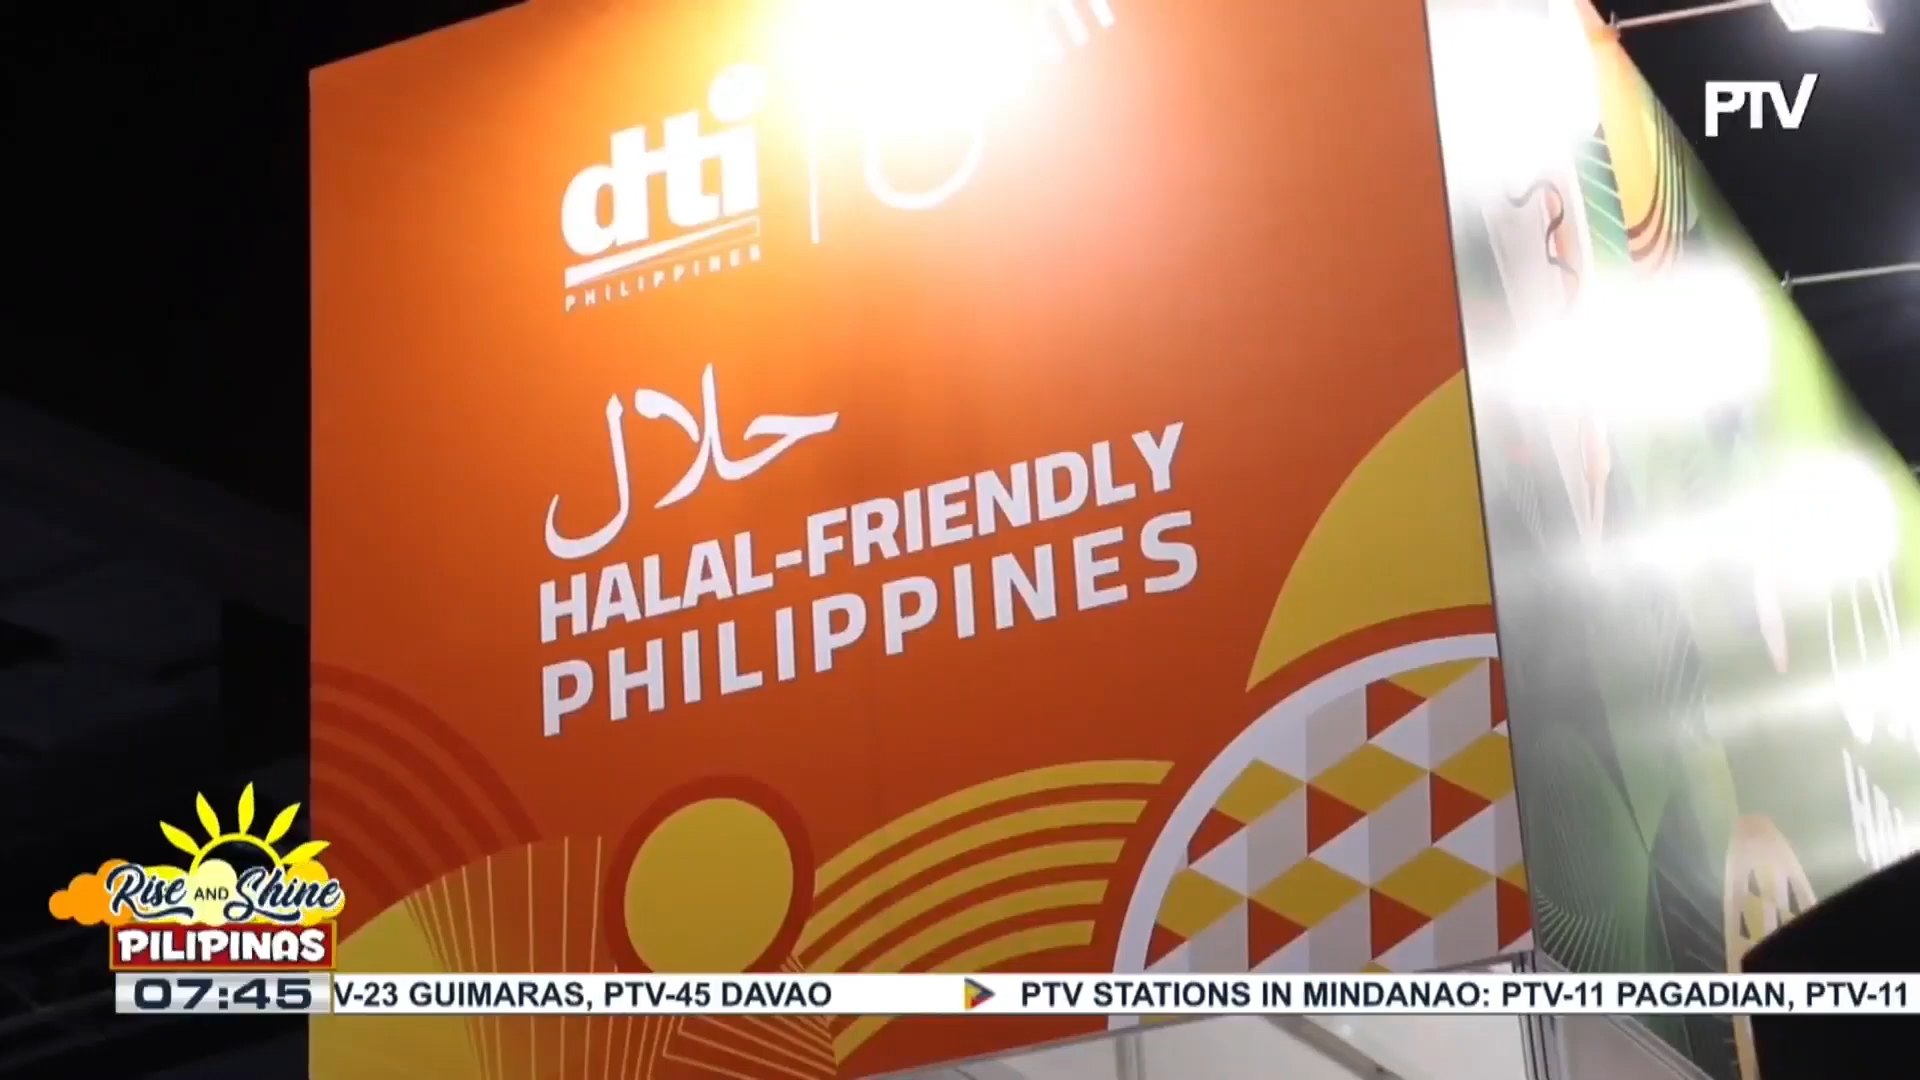 PTV
dti
PHILIPPINES
حلال
HALAL-FRIENDLY
PHILIPPINES
Rise AND Shine
PILIPINAS
07:45 V-23 GUIMARAS, PTV-45 DAVAO PTV STATIONS IN MINDANAO: PTV-11 PAGADIAN, PTV-11